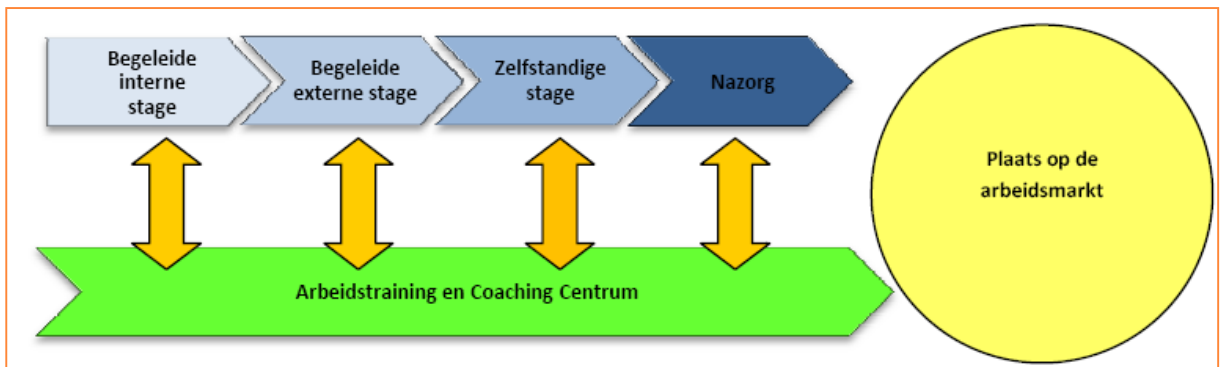 Begeleide
interne
stage
Begeleide
externe stage
Zelfstandige
stage
Nazorg
Plaats op de
arbeidsmarkt
Arbeidstraining en Coaching Centrum